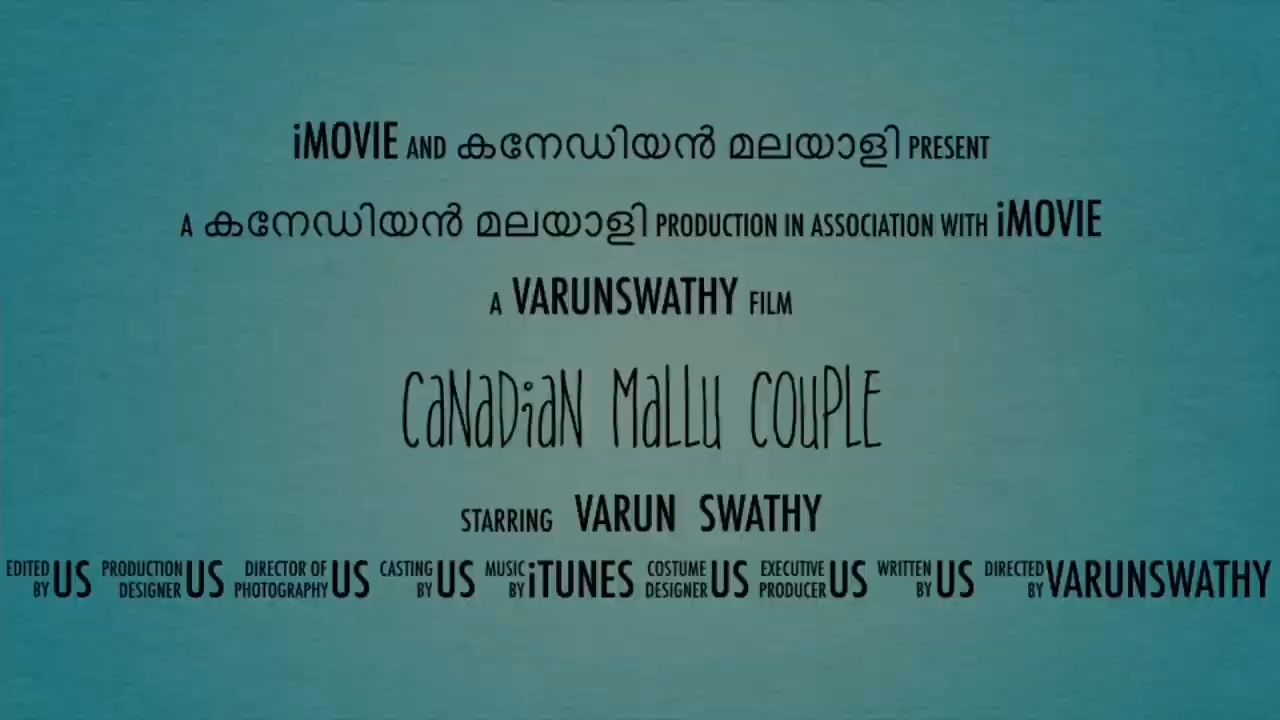 iMOVIE AND കനേഡിയൻ മലയാളി PRESENT
A കനേഡിയൻ മലയാളി PRODUCTION IN ASSOCIATION WITH iMOVIE
A VARUNSWATHY FILM
CANADIAN MALLU COUPLE
STARRING VARUN SWATHY
EDITED BY US PRODUCTION DESIGNER US DIRECTOR OF PHOTOGRAPHY US CASTING BY US MUSIC BY iTUNES COSTUME DESIGNER US EXECUTIVE PRODUCER US WRITTEN BY US DIRECTED BY VARUNSWATHY